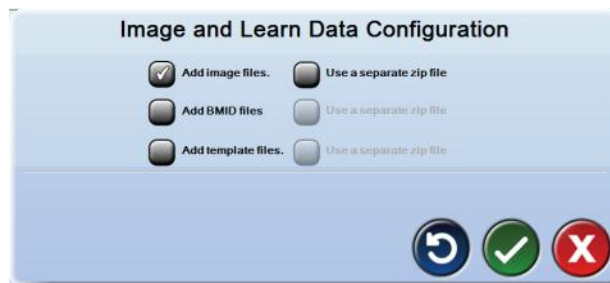 Image and Learn Data Configuration
Add image files. Use a separate zip file
Add BMID files Use a separate zip file
Add template files. Use a separate zip file